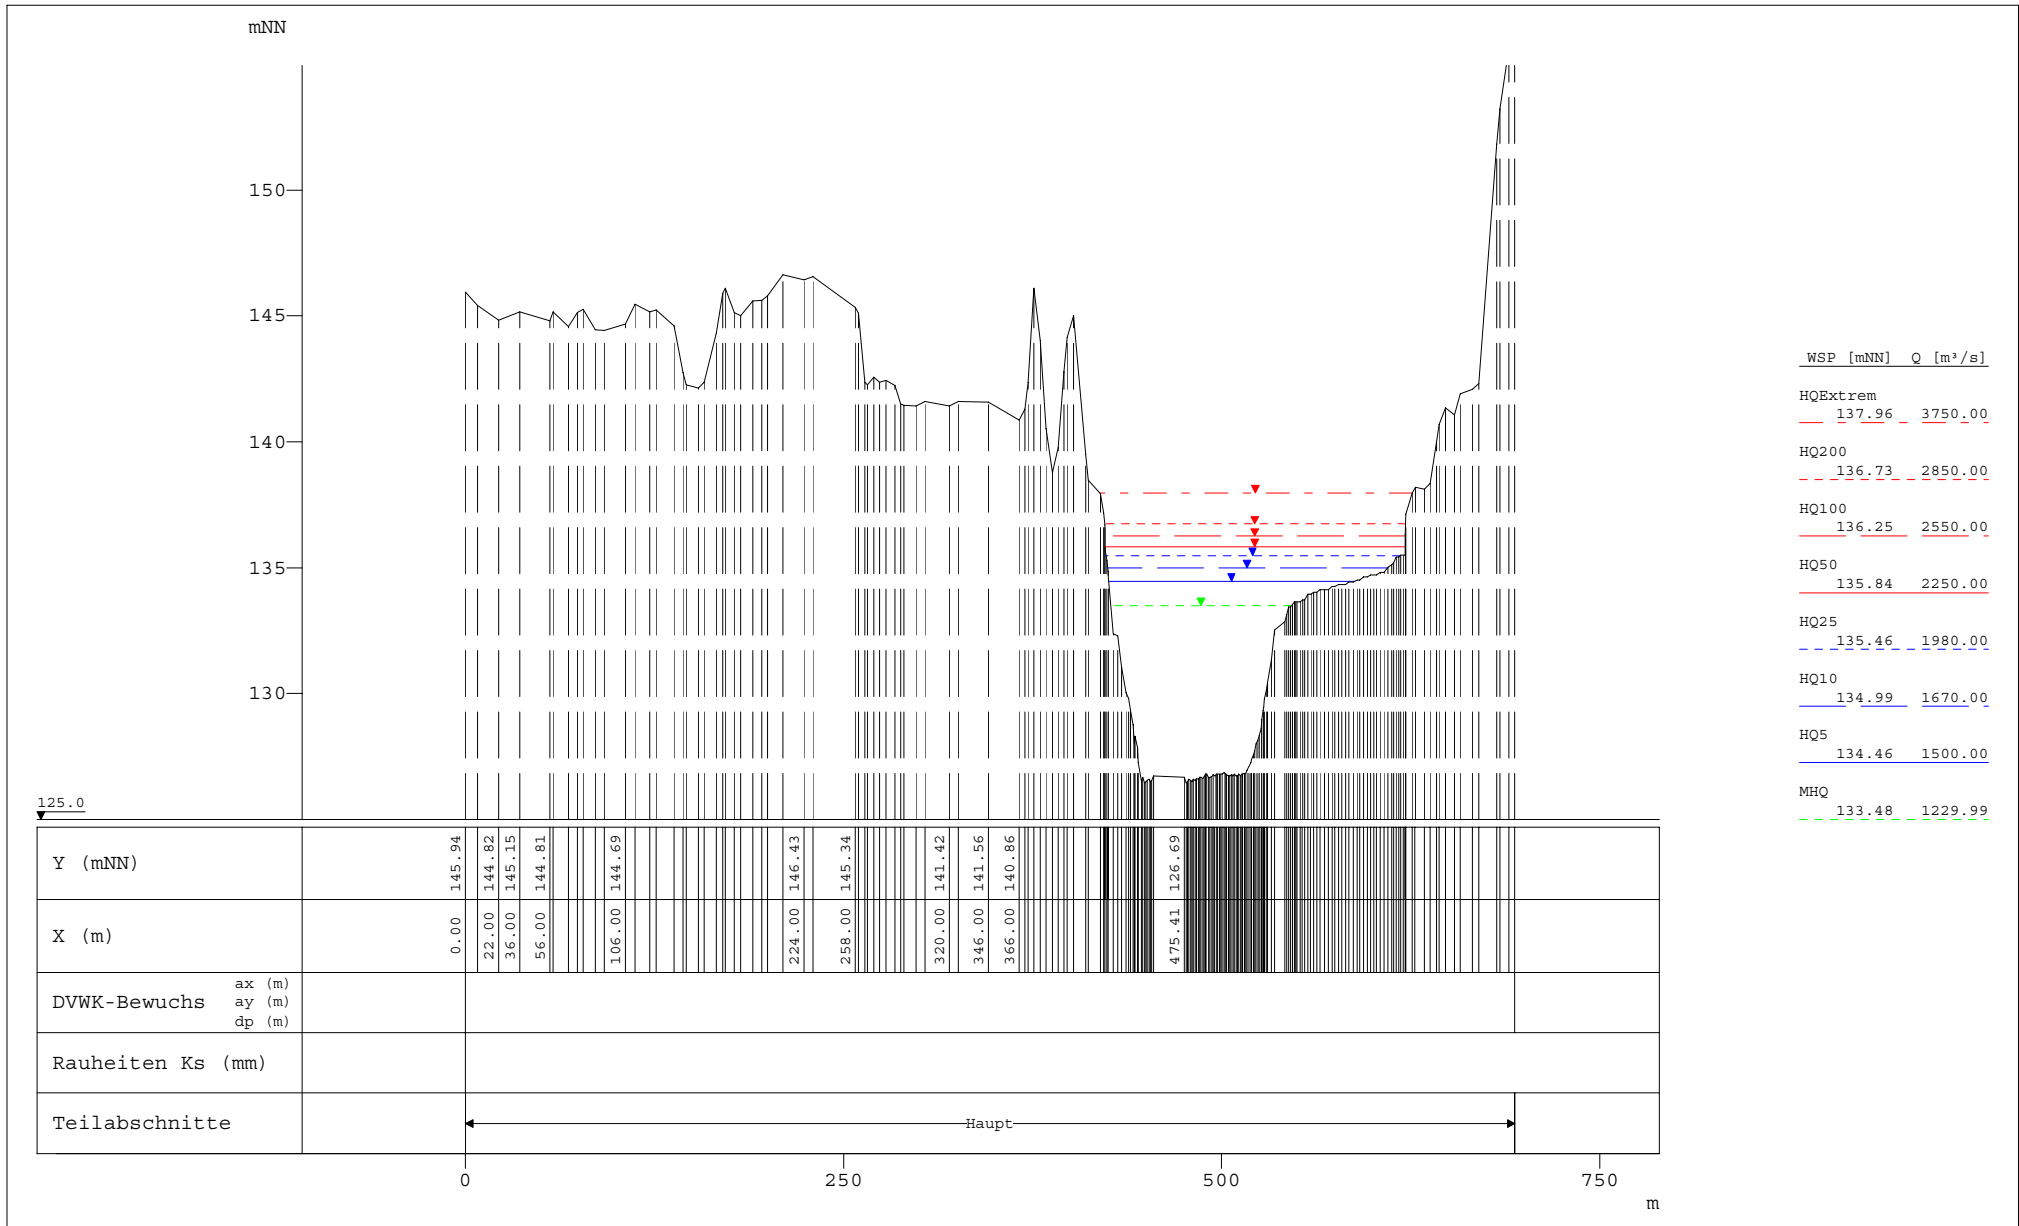 mNN
150
145
140
135
130
125.0
WSP [mNN] Q [m³/s]
HQExtrem
137.96 3750.00
HQ200
136.73 2850.00
HQ100
136.25 2550.00
HQ50
135.84 2250.00
HQ25
135.46 1980.00
HQ10
134.99 1670.00
HQ5
134.46 1500.00
MHQ
133.48 1229.99
Y (mNN) 145.94 144.82 145.15 144.81 144.69 146.43 145.34 141.42 141.56 140.86 126.69
X (m) 0.00 22.00 36.00 56.00 106.00 224.00 258.00 320.00 346.00 366.00 475.41
DVWK-Bewuchs
ax (m)
ay (m)
dp (m)
Rauheiten Ks (mm)
Teilabschnitte Haupt
0 250 500 750
m